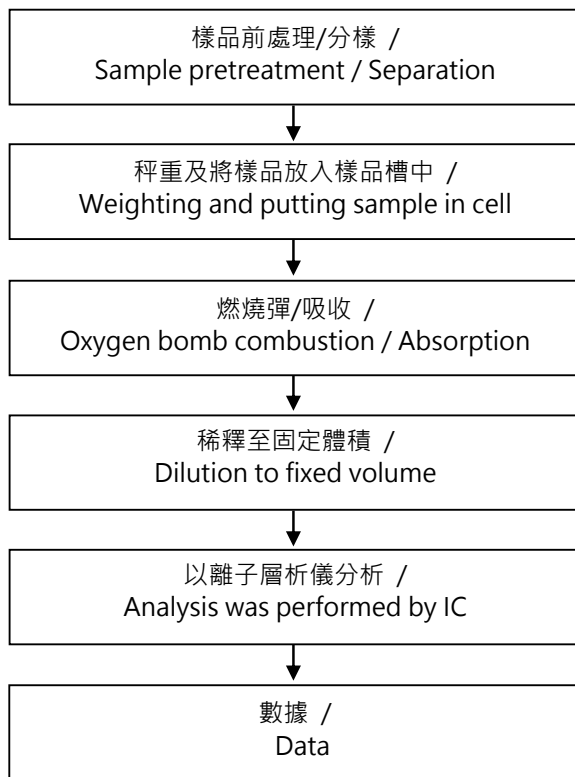 樣品前處理/分樣 /
Sample pretreatment / Separation
秤重及將樣品放入樣品槽中 /
Weighting and putting sample in cell
燃燒彈/吸收 /
Oxygen bomb combustion / Absorption
稀釋至固定體積 /
Dilution to fixed volume
以離子層析儀分析 /
Analysis was performed by IC
數據 /
Data